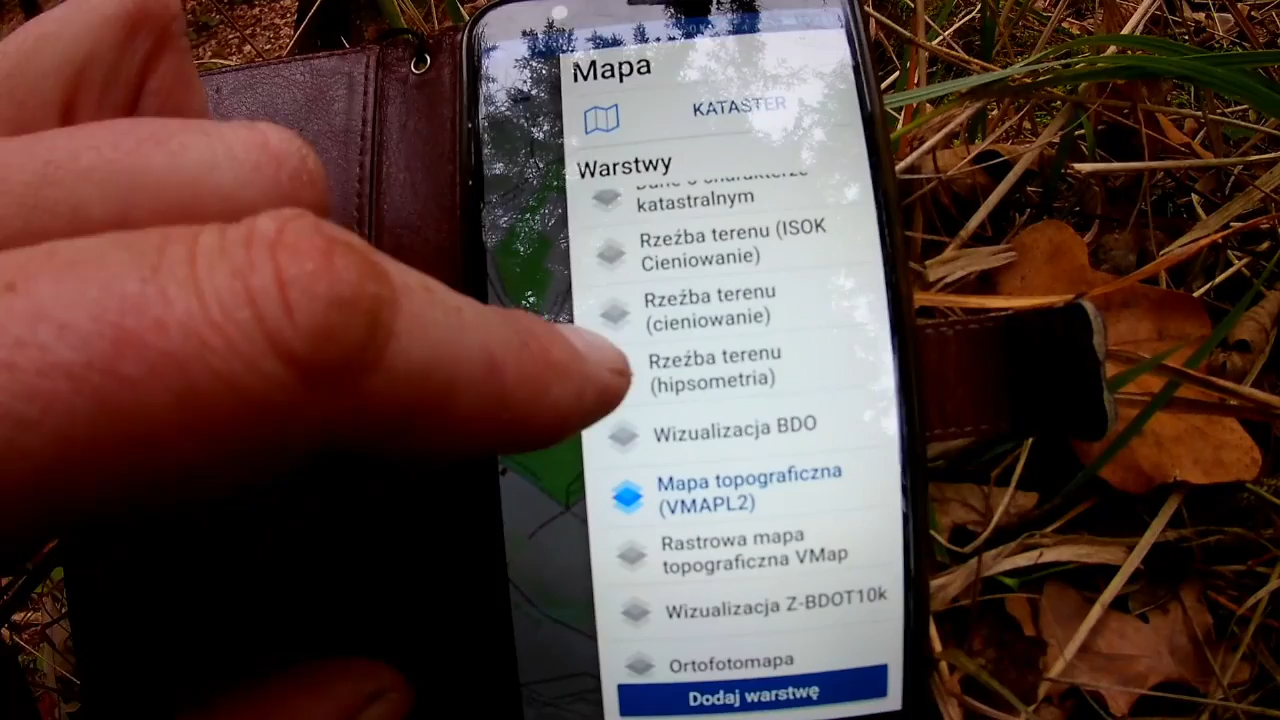 Mapa
KATASTER
Warstwy
katastralnym
Rzeźba terenu (ISOK
Cieniowanie)
Rzeźba terenu
(cieniowanie)
Rzeźba terenu
(hipsometria)
Wizualizacja BDO
Mapa topograficzna
(VMAPL2)
Rastrowa mapa
topograficzna VMap
Wizualizacja Z-BDOT10k
Ortofotomapa
Dodaj warstwę